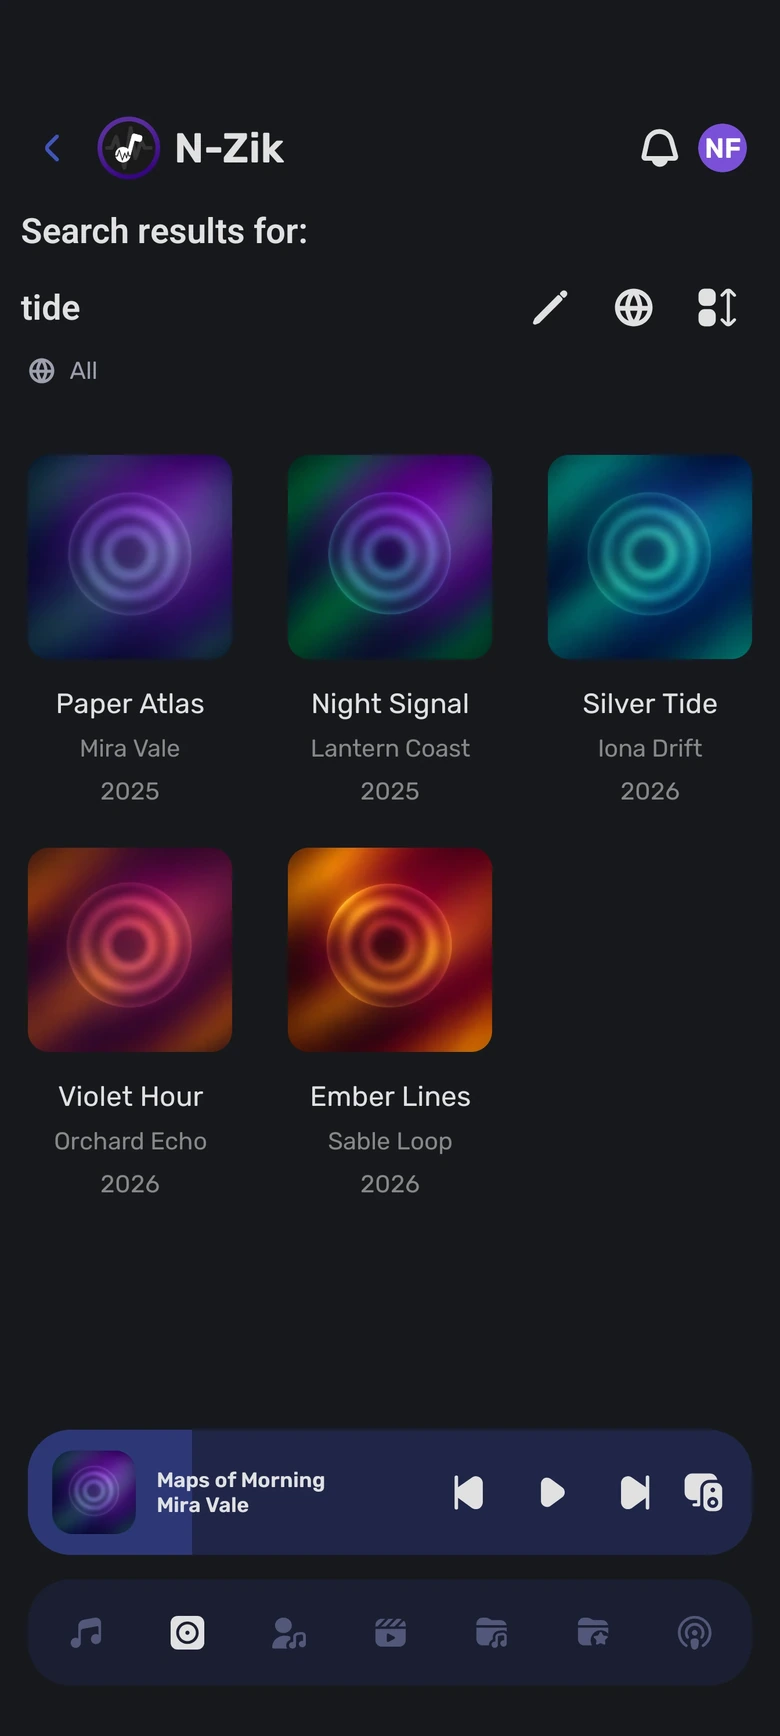 N-Zik
NF
Search results for:
tide
All
Paper Atlas
Mira Vale
2025
Night Signal
Lantern Coast
2025
Silver Tide
Iona Drift
2026
Violet Hour
Orchard Echo
2026
Ember Lines
Sable Loop
2026
Maps of Morning
Mira Vale